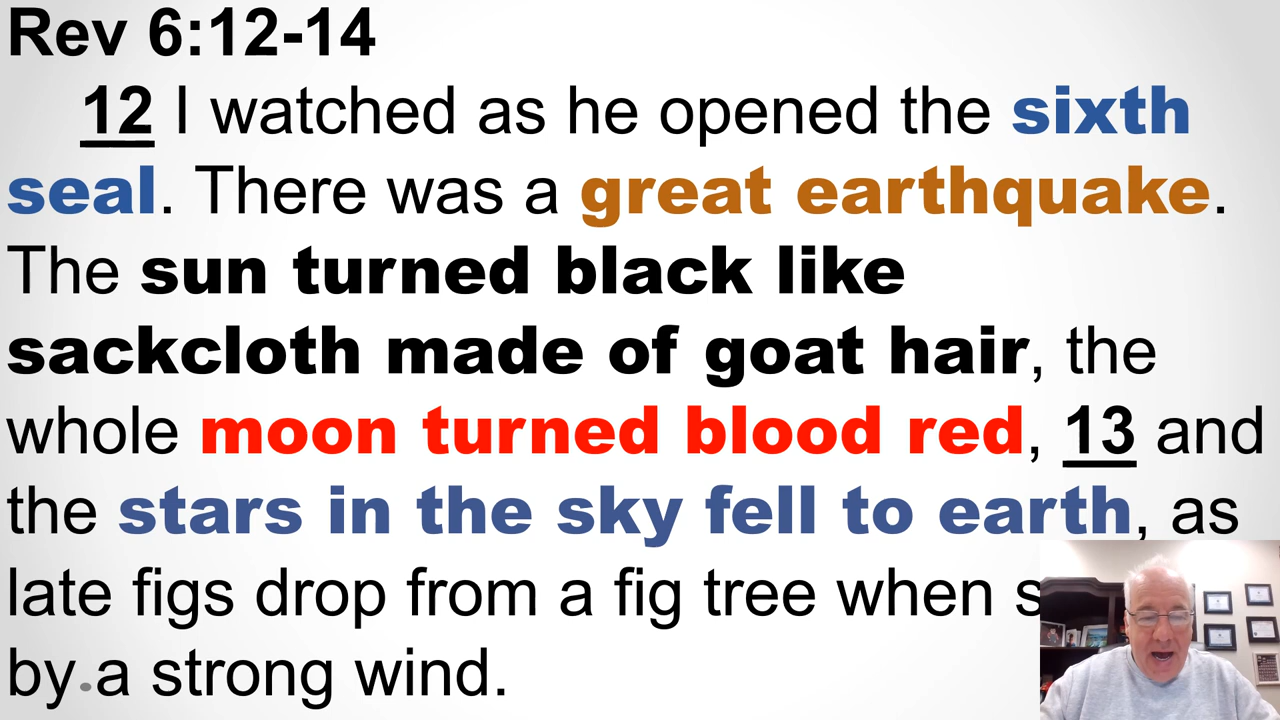 Rev 6:12-14
12 I watched as he opened the sixth
seal. There was a great earthquake.
The sun turned black like
sackcloth made of goat hair, the
whole moon turned blood red, 13 and
the stars in the sky fell to earth, as
late figs drop from a fig tree when
by a strong wind.